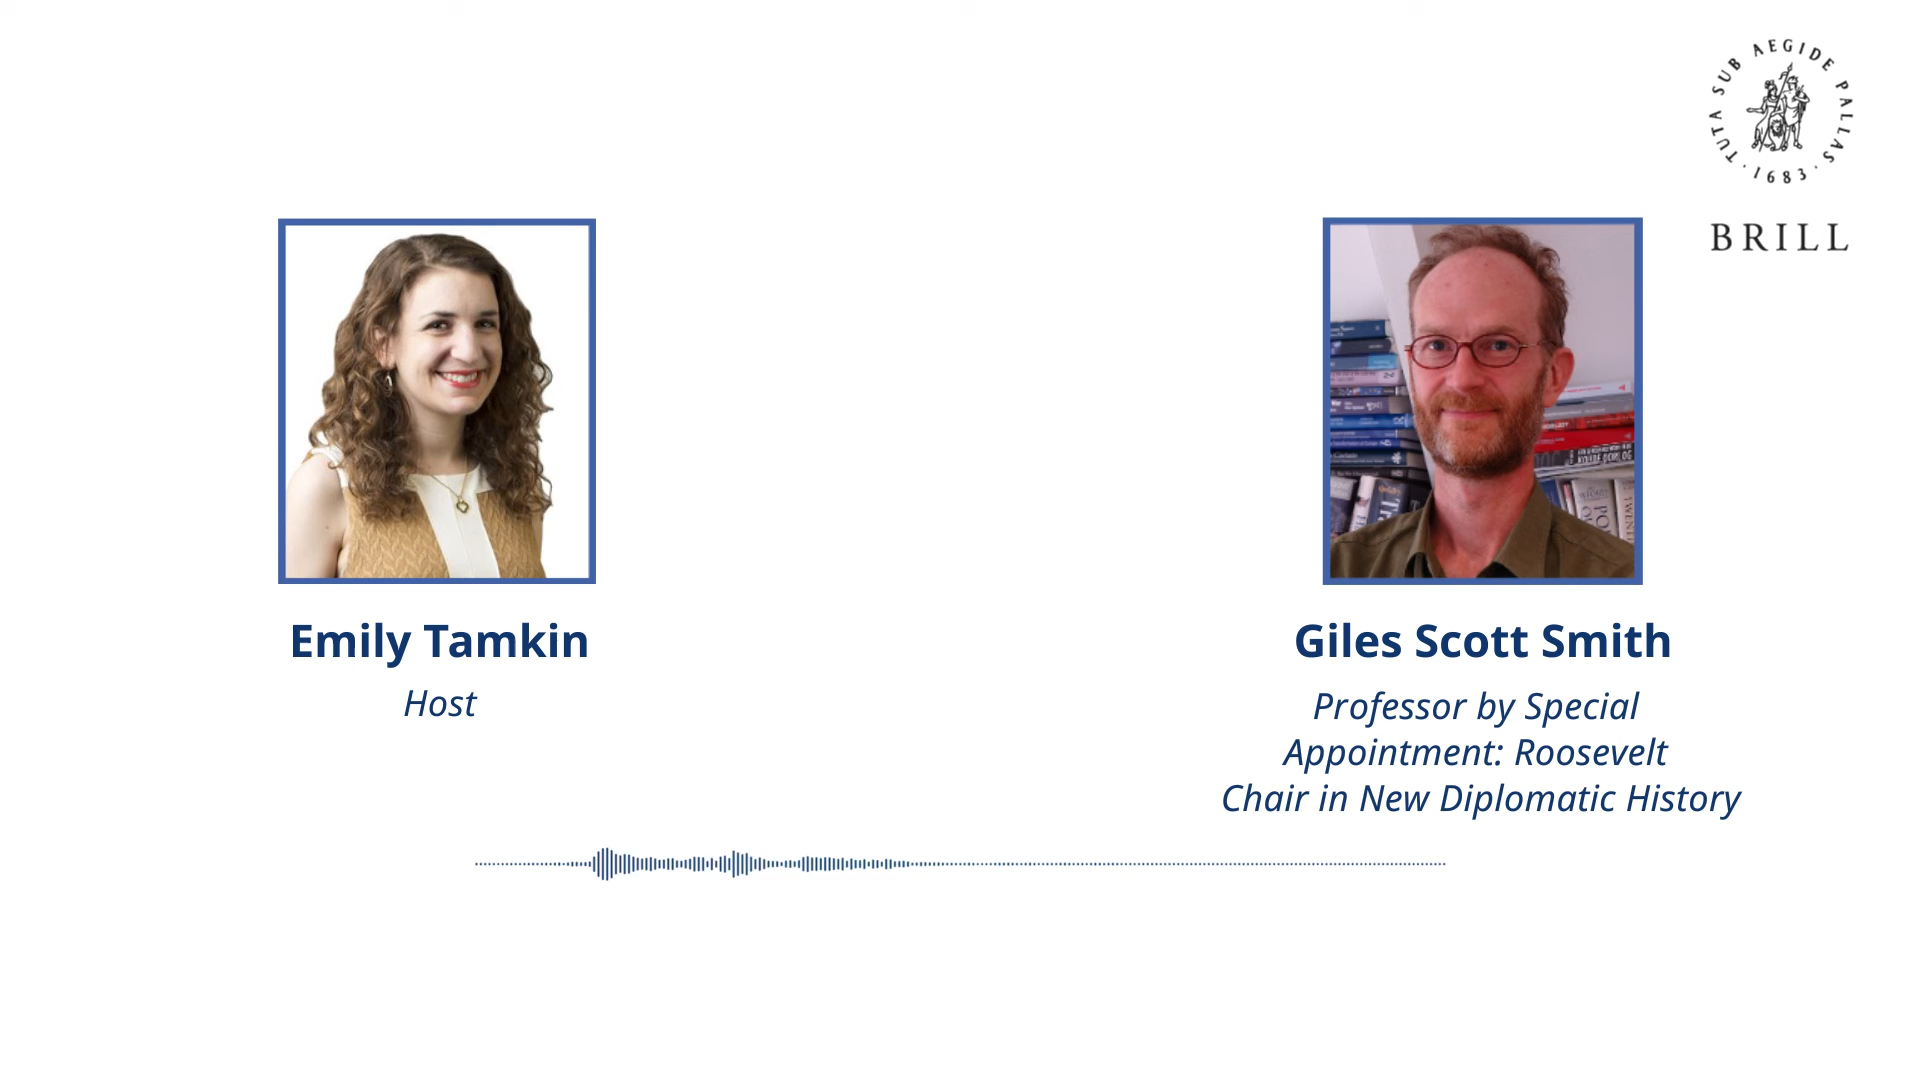 TUTA SUB AEGIDE PALLAS
· 1683 ·
BRILL
Emily Tamkin
Host
Giles Scott Smith
Professor by Special
Appointment: Roosevelt
Chair in New Diplomatic History